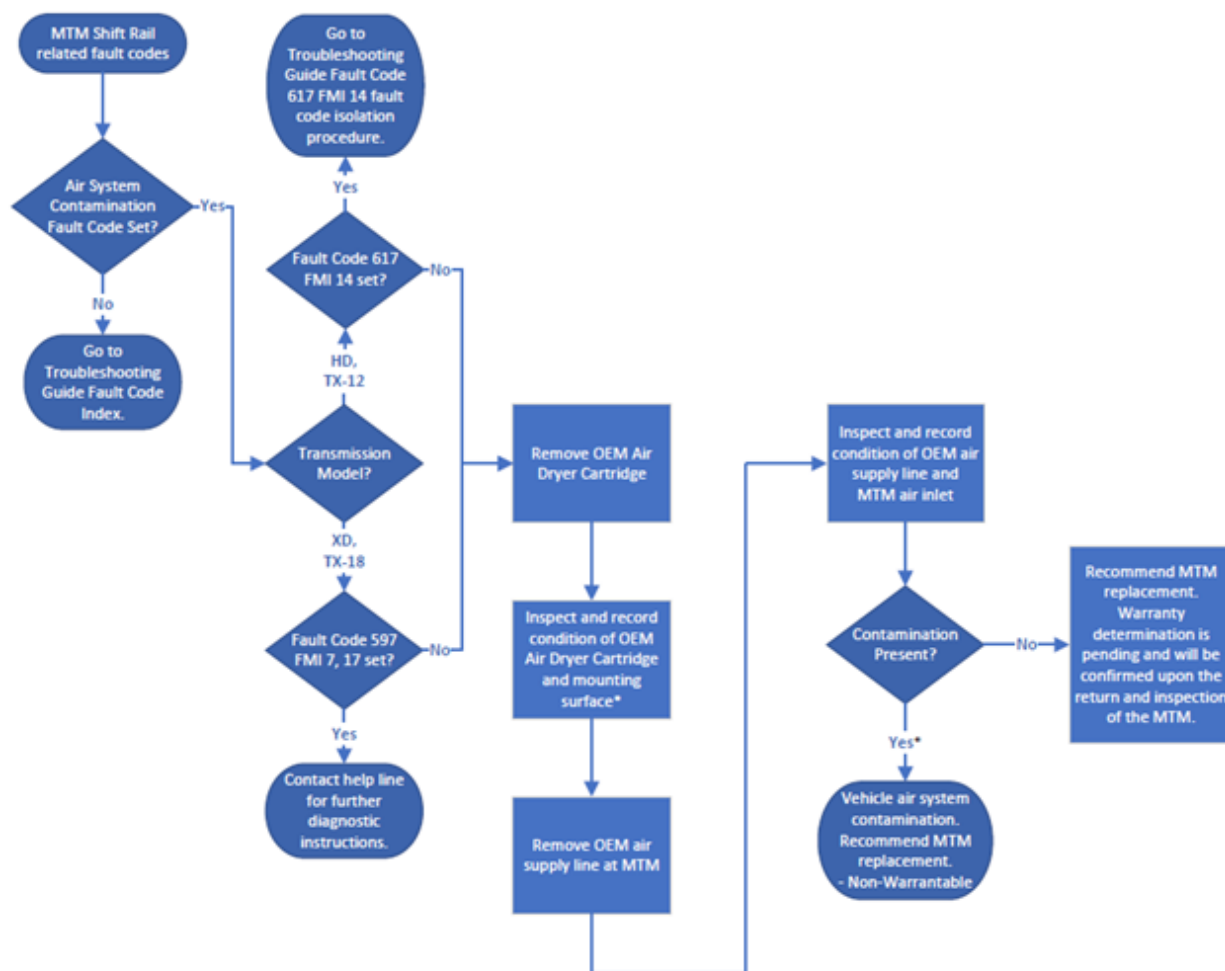 MTM Shift Rail
related fault codes
Air System
Contamination
Fault Code Set?
Yes
No
Go to
Troubleshooting
Guide Fault Code
Index.
Go to
Troubleshooting
Guide Fault Code
617 FMI 14 fault
code isolation
procedure.
Yes
Fault Code 617
FMI 14 set?
No
HD,
TX-12
Transmission
Model?
XD,
TX-18
Fault Code 597
FMI 7, 17 set?
No
Yes
Contact help line
for further
diagnostic
instructions.
Remove OEM Air
Dryer Cartridge
Inspect and record
condition of OEM
Air Dryer Cartridge
and mounting
surface*
Remove OEM air
supply line at MTM
Inspect and record
condition of OEM air
supply line and
MTM air inlet
Contamination
Present?
No
Recommend MTM
replacement.
Warranty
determination is
pending and will be
confirmed upon the
return and inspection
of the MTM.
Yes*
Vehicle air system
contamination.
Recommend MTM
replacement.
- Non-Warrantable